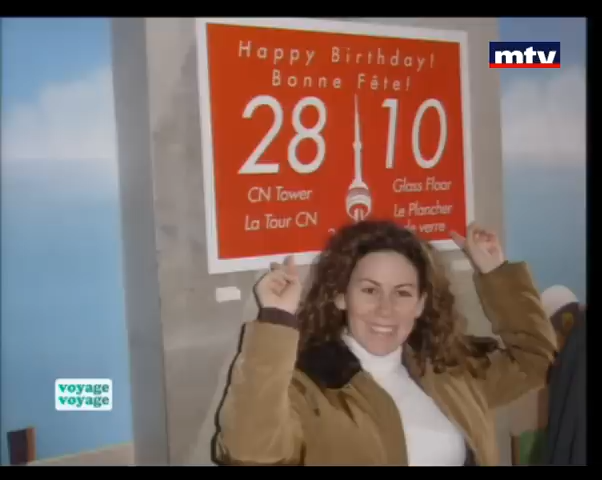 Happy Birthday!
Bonne Fête!
28 10
CN Tower
La Tour CN
Glass Floor
Le Plancher
de verre
mtv
voyage
voyage